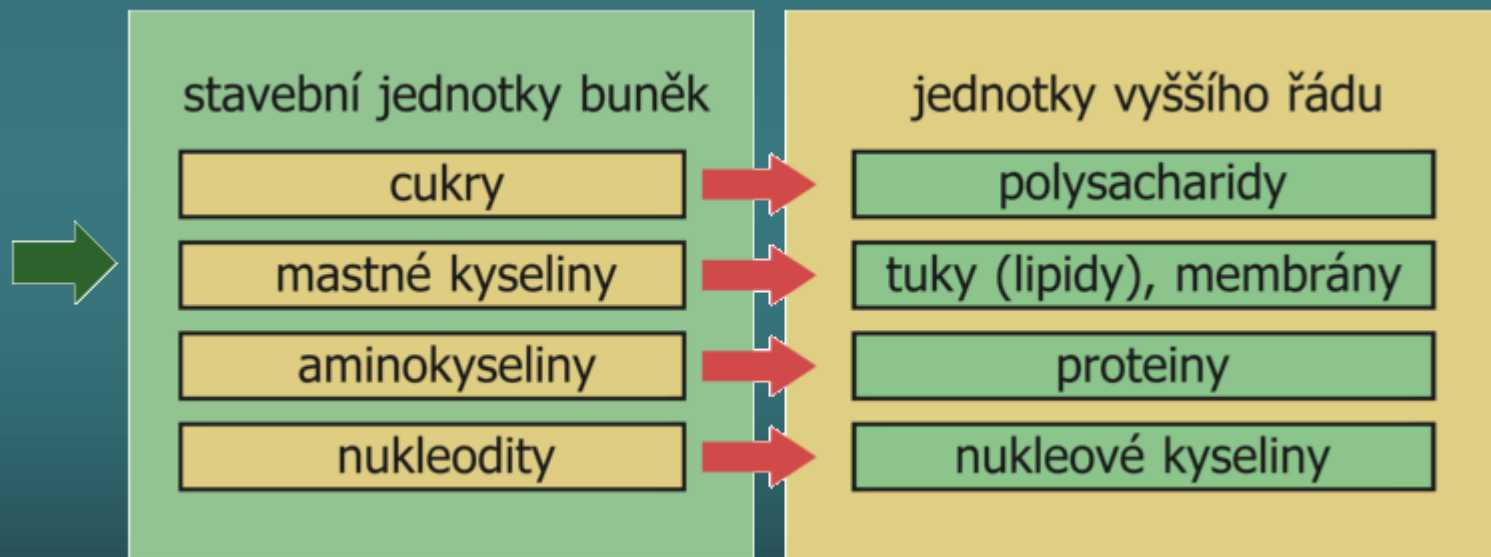 stavební jednotky buněk
cukry
mastné kyseliny
aminokyseliny
nukleodity
jednotky vyššího řádu
polysacharidy
tuky (lipidy), membrány
proteiny
nukleové kyseliny